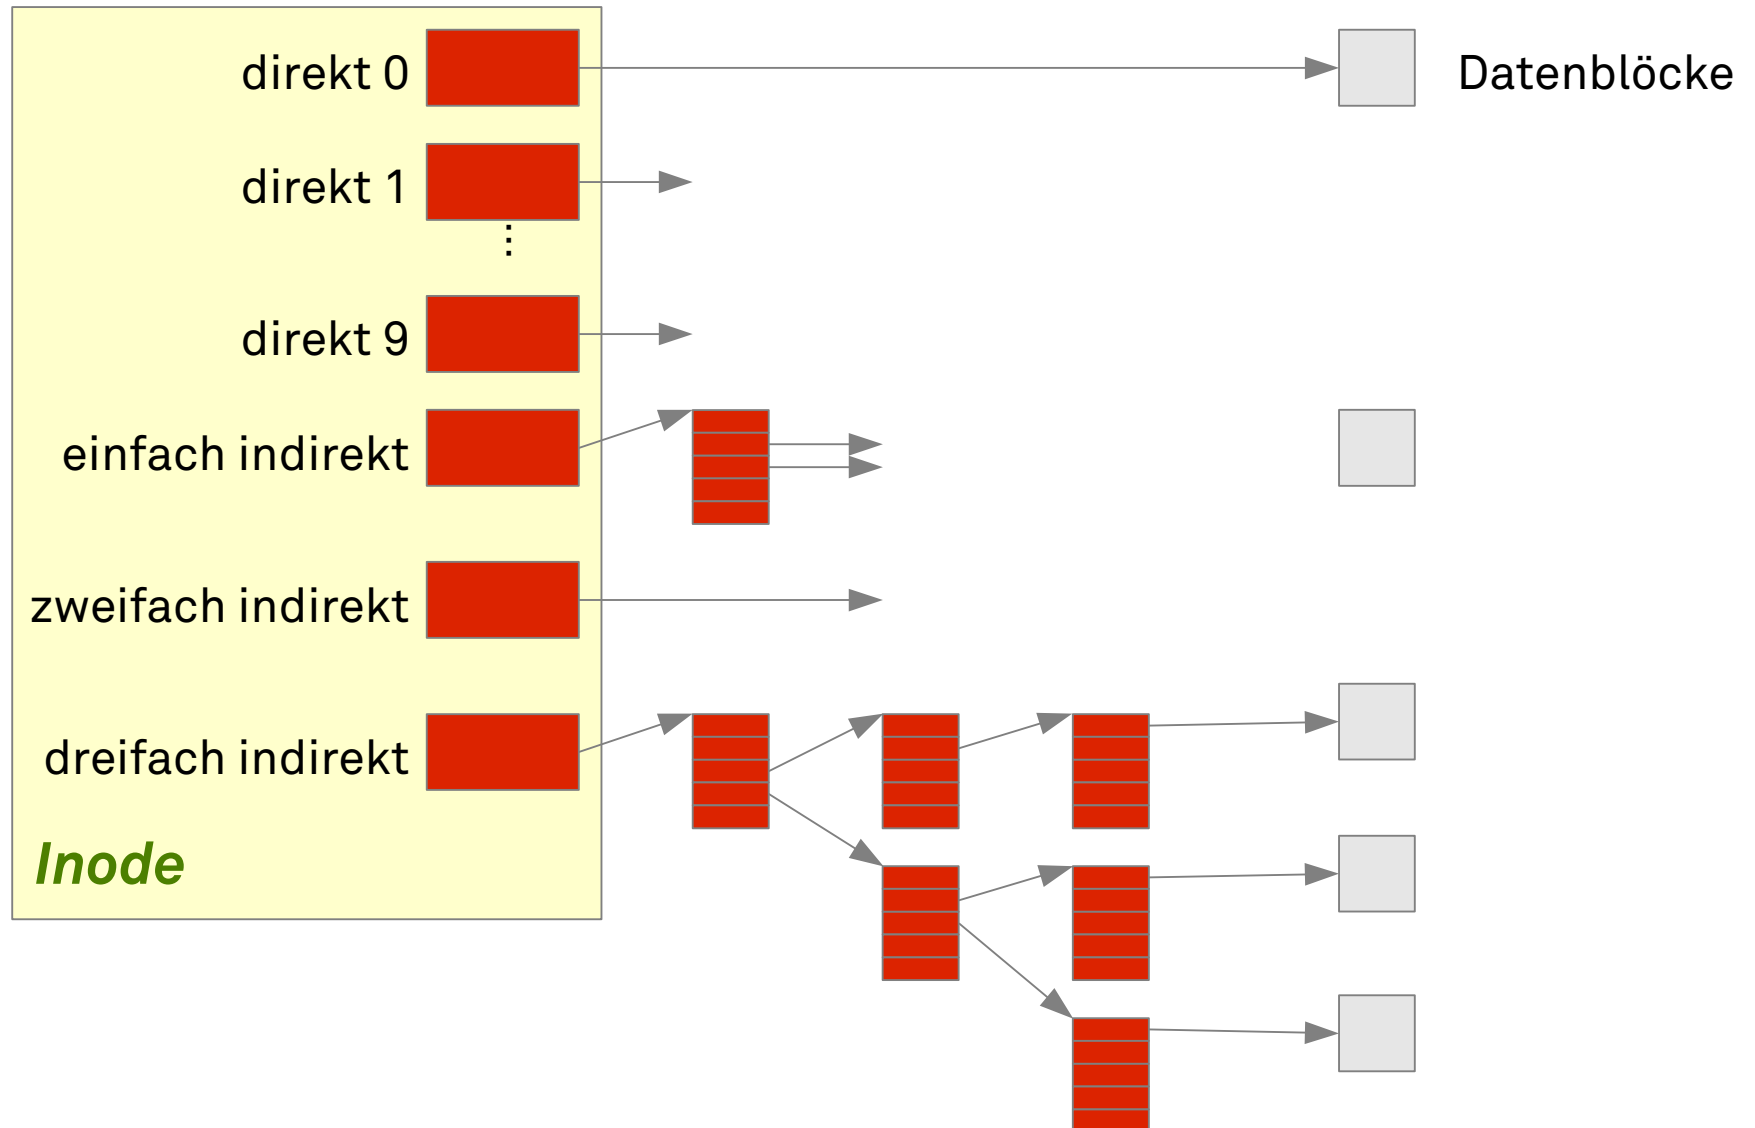 direkt 0
Datenblöcke
direkt 1
⋮
direkt 9
einfach indirekt
zweifach indirekt
dreifach indirekt
Inode